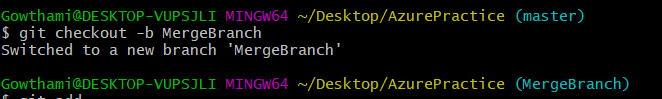 Gowthami@DESKTOP-VUPSJLI MINGW64 ~/Desktop/AzurePractice (master)
$ git checkout -b MergeBranch
Switched to a new branch 'MergeBranch'
Gowthami@DESKTOP-VUPSJLI MINGW64 ~/Desktop/AzurePractice (MergeBranch)
$ git add